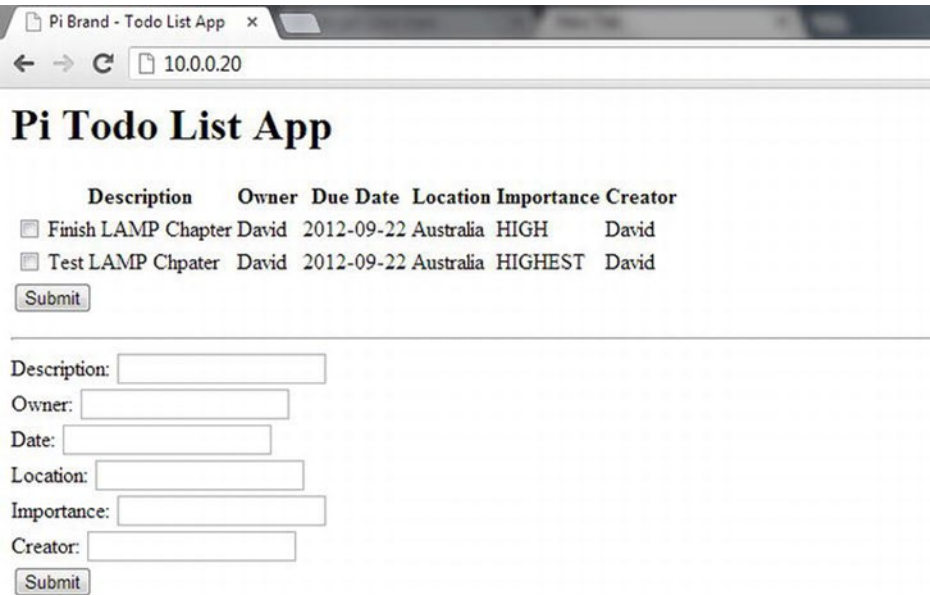 Pi Brand - Todo List App
10.0.0.20
Pi Todo List App
Description Owner Due Date Location Importance Creator
Finish LAMP Chapter David 2012-09-22 Australia HIGH David
Test LAMP Chpater David 2012-09-22 Australia HIGHEST David
Submit
Description:
Owner:
Date:
Location:
Importance:
Creator:
Submit